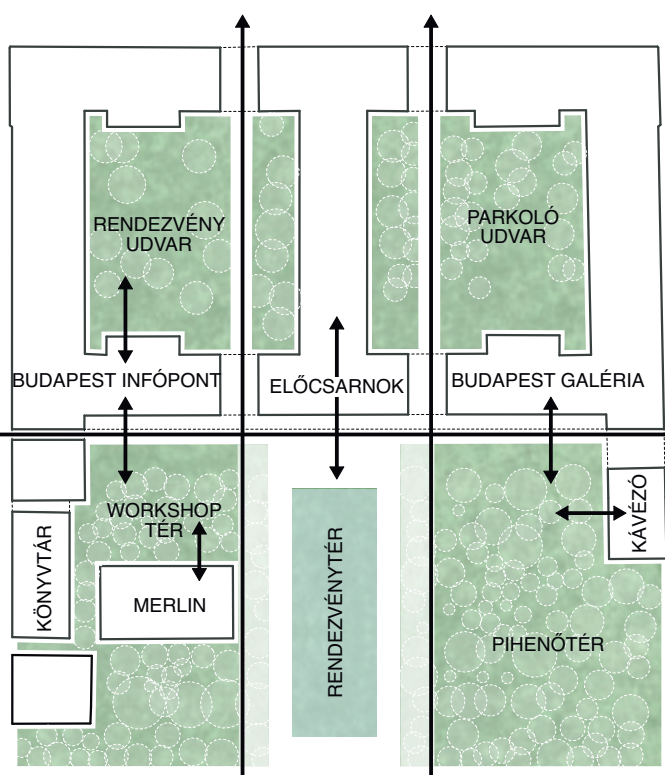 RENDEZVÉNY
UDVAR
PARKOLÓ
UDVAR
BUDAPEST INFÓPONT
ELŐCSARNOK
BUDAPEST GALÉRIA
WORKSHOP
TÉR
KÖNYVTÁR
MERLIN
RENDEZVÉNYTÉR
KÁVÉZÓ
PIHENŐTÉR